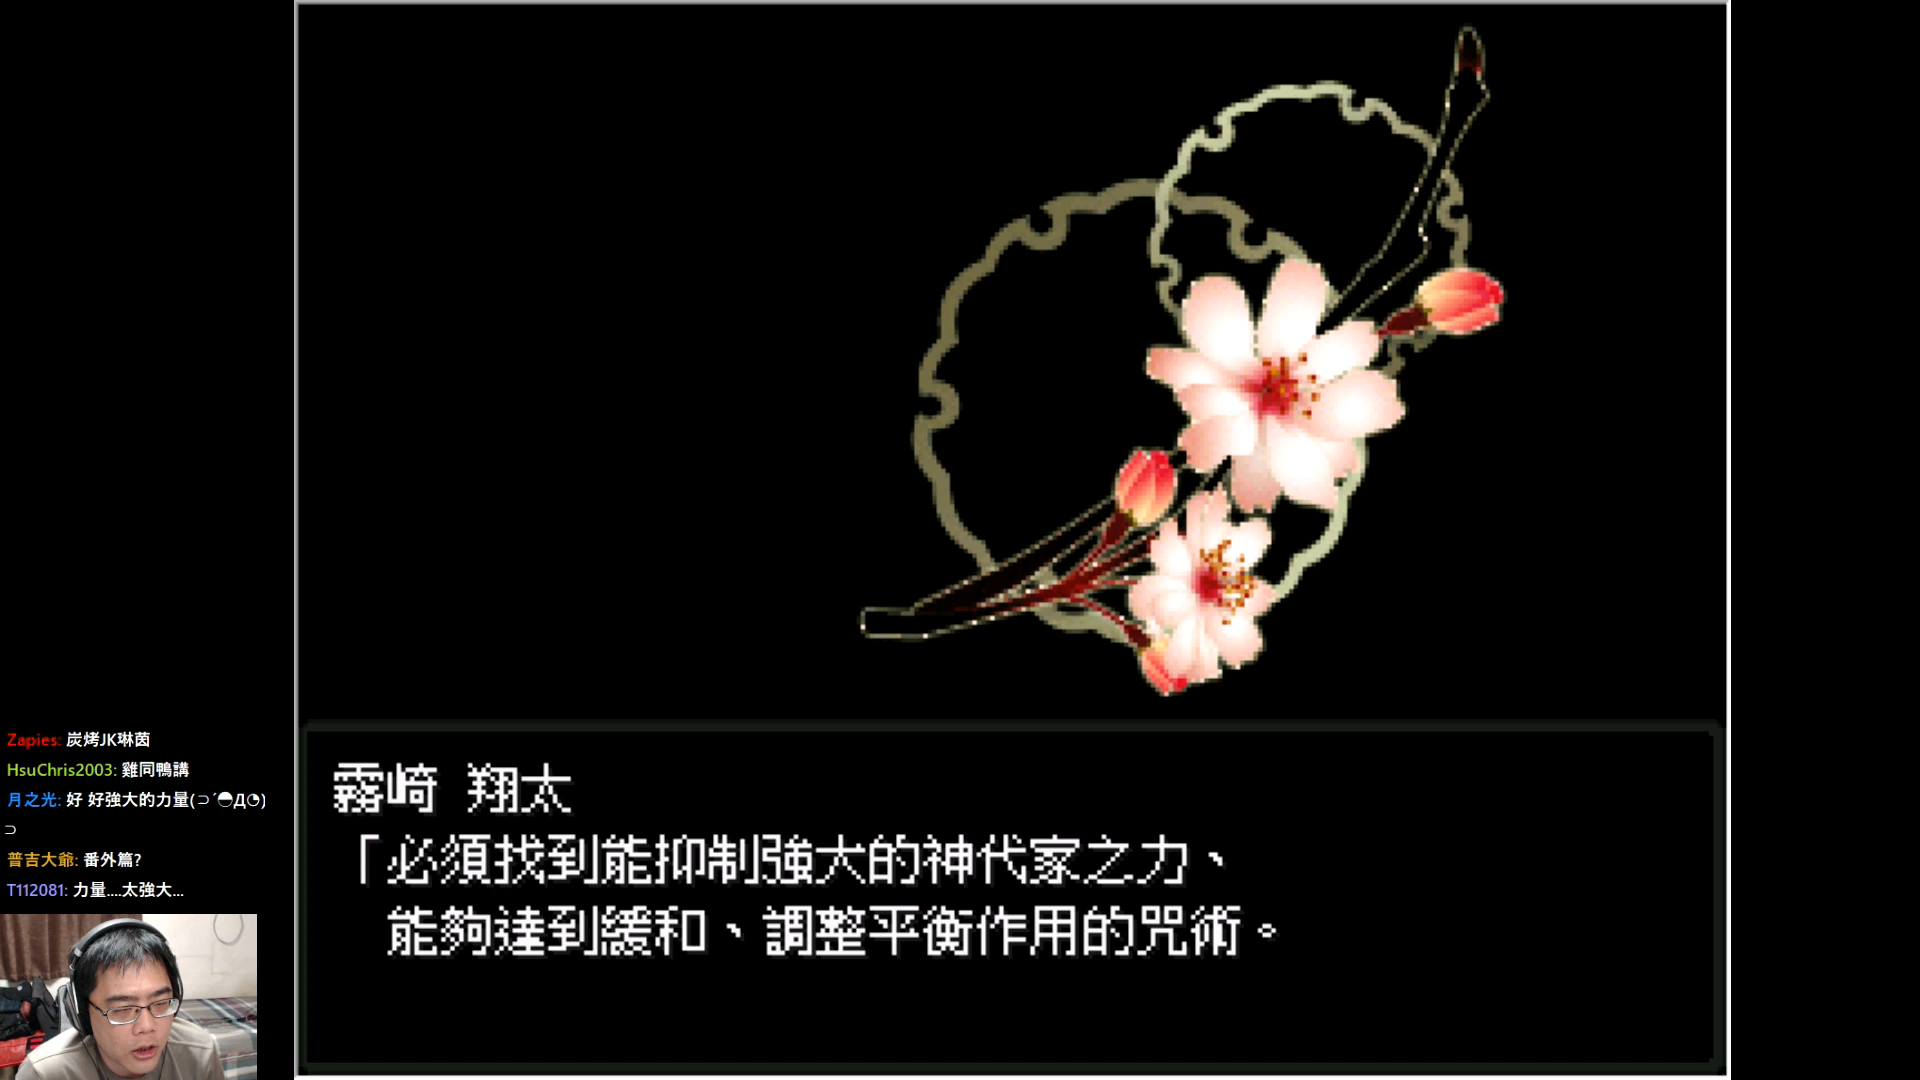 Zapies: 炭烤JK琳茵
HsuChris2003: 雞同鴨講
月之光: 好 好強大的力量(⊃´◓Д◔)
⊃
普吉大爺: 番外篇?
T112081: 力量....太強大...
霧崎 翔太
「必須找到能抑制強大的神代家之力、
能夠達到緩和、調整平衡作用的咒術。